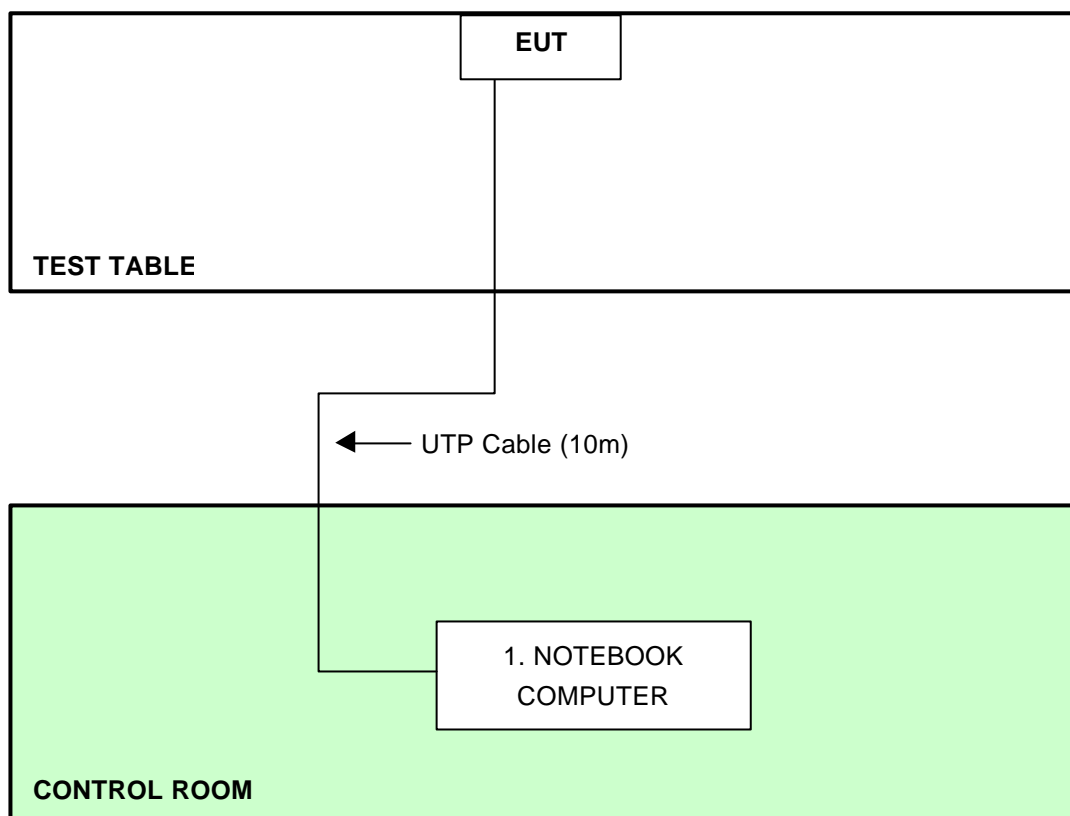 EUT
TEST TABLE
UTP Cable (10m)
1. NOTEBOOK
COMPUTER
CONTROL ROOM